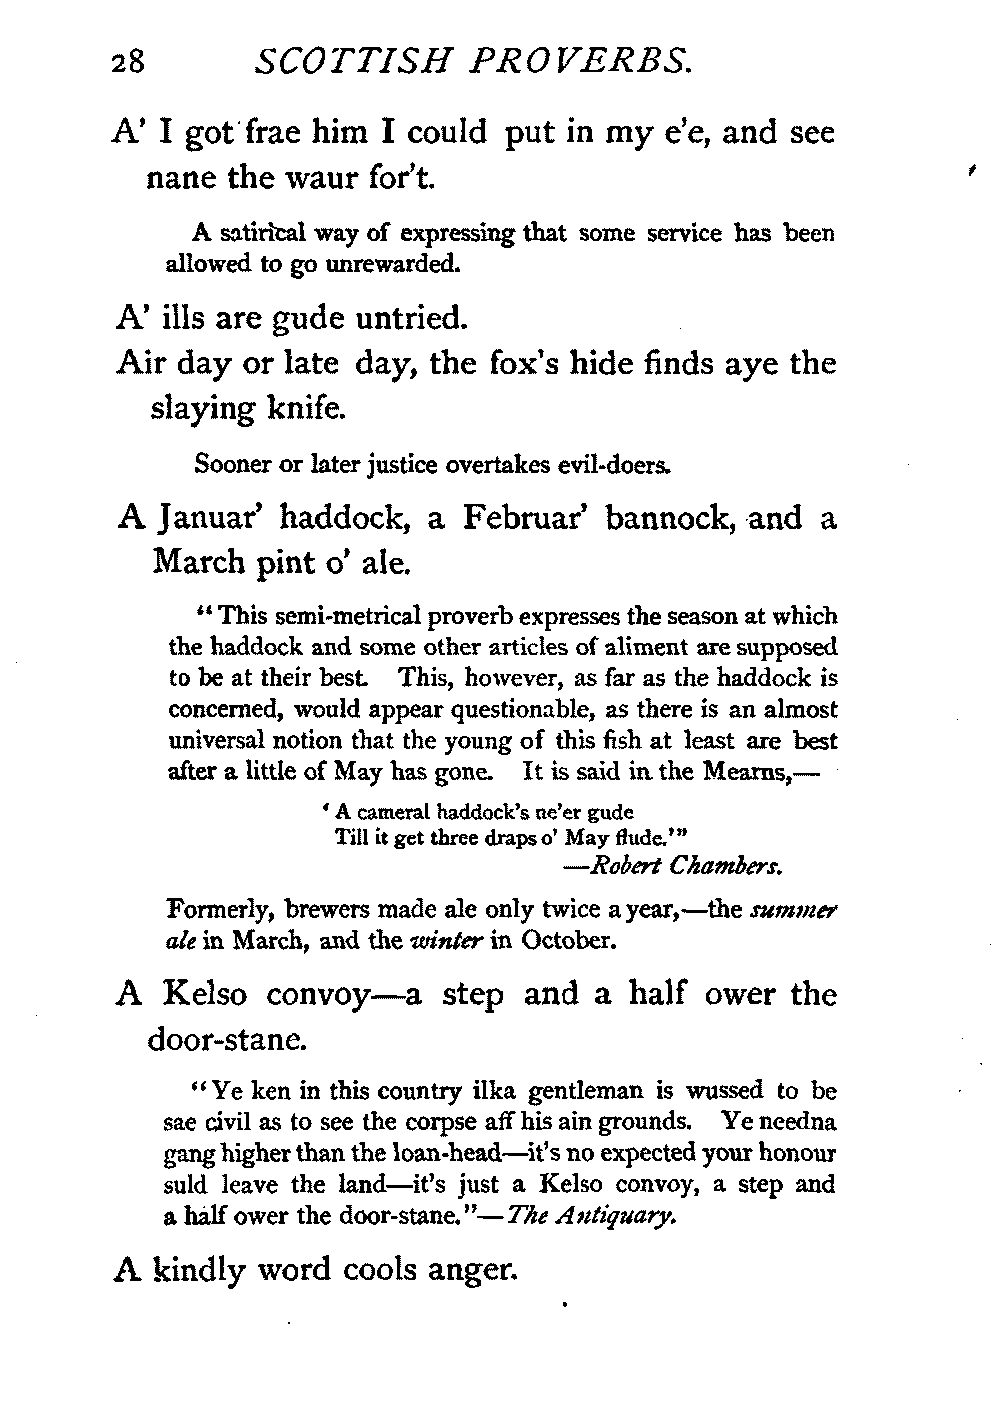 28 SCOTTISH PROVERBS.
A' I got frae him I could put in my e'e, and see
nane the waur for't.
A satirical way of expressing that some service has been
allowed to go unrewarded.
A' ills are gude untried.
Air day or late day, the fox's hide finds aye the
slaying knife.
Sooner or later justice overtakes evil-doers.
A Januar' haddock, a Februar' bannock, and a
March pint o' ale.
"This semi-metrical proverb expresses the season at which
the haddock and some other articles of aliment are supposed
to be at their best. This, however, as far as the haddock is
concerned, would appear questionable, as there is an almost
universal notion that the young of this fish at least are best
after a little of May has gone. It is said in the Mearns,—
'A cameral haddock's ne'er gude
Till it get three draps o' May flude.'"
—Robert Chambers.
Formerly, brewers made ale only twice a year,—the summer
ale in March, and the winter in October.
A Kelso convoy—a step and a half ower the
door-stane.
"Ye ken in this country ilka gentleman is wussed to be
sae civil as to see the corpse aff his ain grounds. Ye needna
gang higher than the loan-head—it's no expected your honour
suld leave the land—it's just a Kelso convoy, a step and
a half ower the door-stane."—The Antiquary.
A kindly word cools anger.